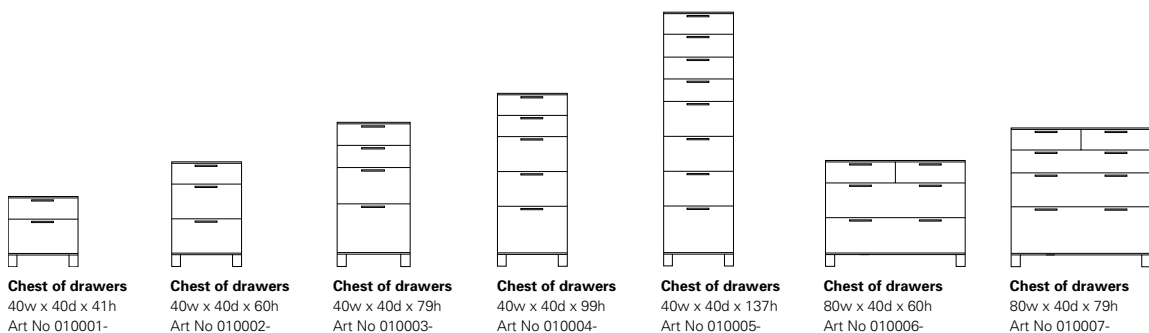 Chest of drawers
40w x 40d x 41h
Art No 010001-
Chest of drawers
40w x 40d x 60h
Art No 010002-
Chest of drawers
40w x 40d x 79h
Art No 010003-
Chest of drawers
40w x 40d x 99h
Art No 010004-
Chest of drawers
40w x 40d x 137h
Art No 010005-
Chest of drawers
80w x 40d x 60h
Art No 010006-
Chest of drawers
80w x 40d x 79h
Art No 010007-